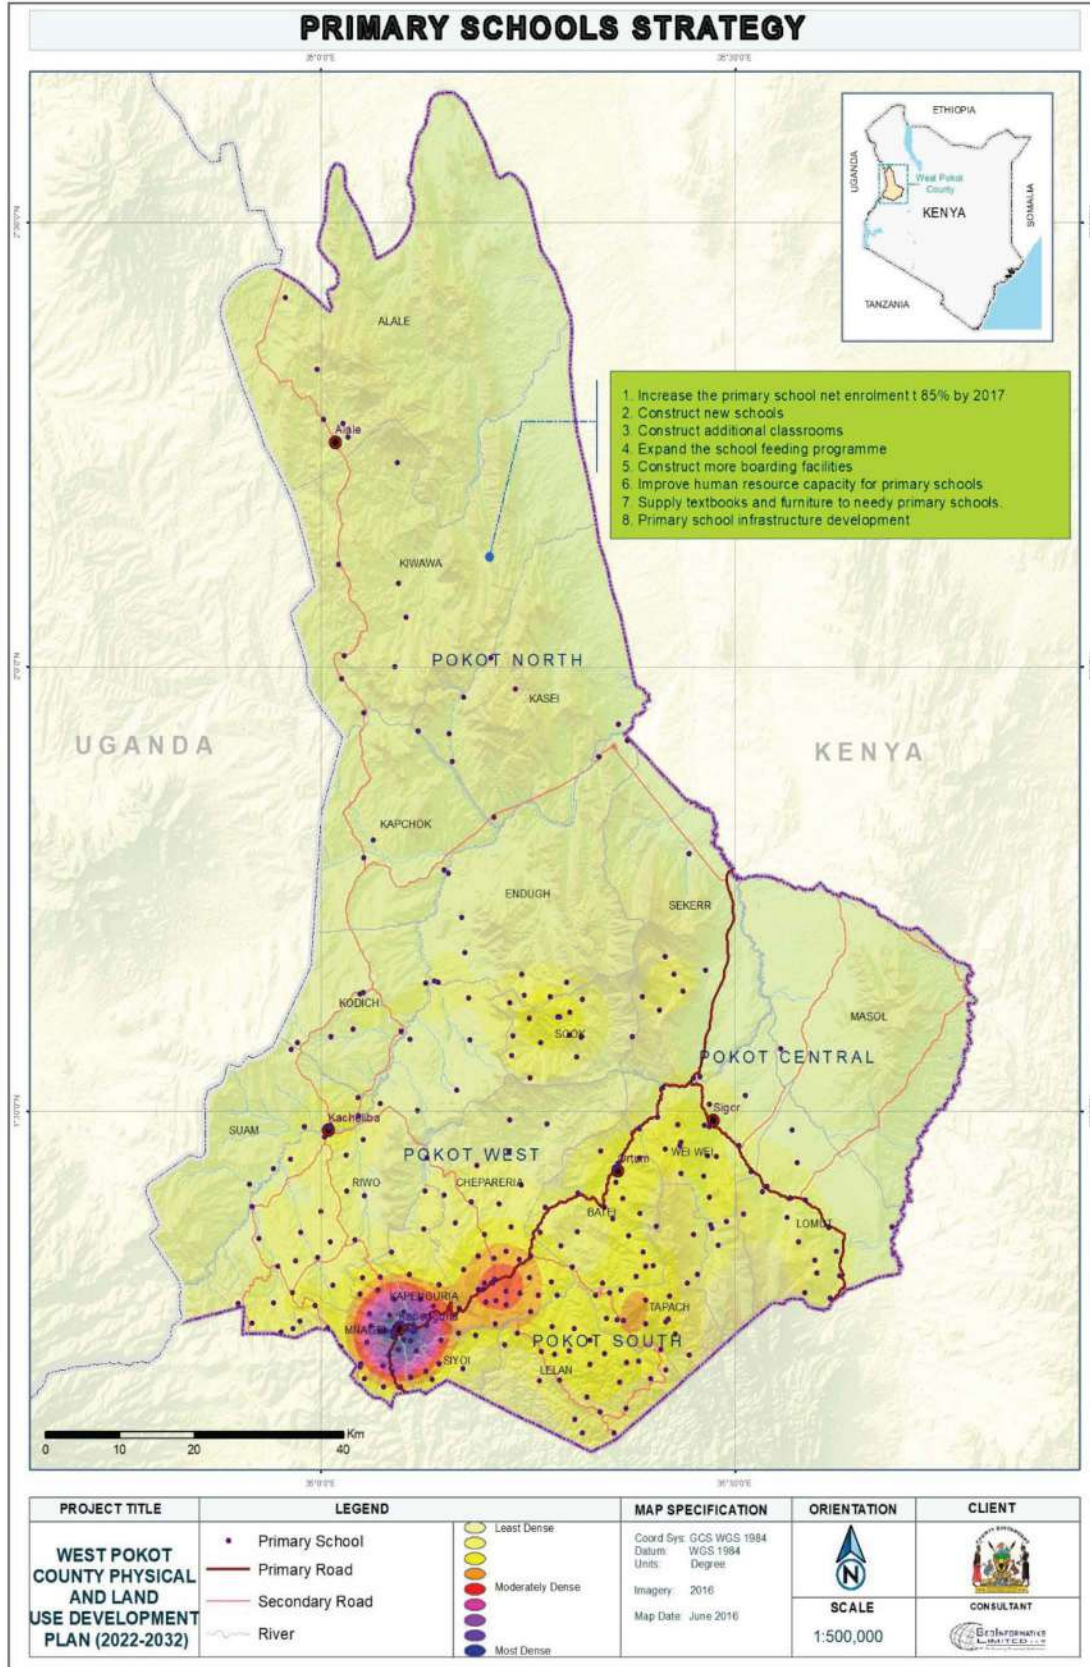 PRIMARY SCHOOLS STRATEGY
35°0'0"E
ETHIOPIA
UGANDA
West Pokot
County
KENYA
SOMALIA
TANZANIA
ALALE
1. Increase the primary school net enrolment t 85% by 2017
2. Construct new schools
3. Construct additional classrooms
4. Expand the school feeding programme
5. Construct more boarding facilities
6. Improve human resource capacity for primary schools
7. Supply textbooks and furniture to needy primary schools.
8. Primary school infrastructure development
Alale
KIWAWA
POKOT NORTH
KASEI
UGANDA
KENYA
KAPCHOK
ENDUGH
SEKERR
KODICH
MASOL
SOOK
POKOT CENTRAL
Kacheliba
Sigor
SUAM
POKOT WEST
WEI WEI
Ortum
RIWO
CHEPARERIA
BATEI
LOMUT
KAPENGURIA
TAPACH
MNAGEI
POKOT SOUTH
SIYOI
LELAN
Km
0 10 20 40
35°0'0"E
PROJECT TITLE
WEST POKOT
COUNTY PHYSICAL
AND LAND
USE DEVELOPMENT
PLAN (2022-2032)
LEGEND
Primary School
Primary Road
Secondary Road
River
Least Dense
Moderately Dense
Most Dense
MAP SPECIFICATION
Coord Sys: GCS WGS 1984
Datum: WGS 1984
Units: Degree
Imagery: 2016
Map Date: June 2016
ORIENTATION
N
SCALE
1:500,000
CLIENT
CONSULTANT
GEOINFORMATICS
LIMITED